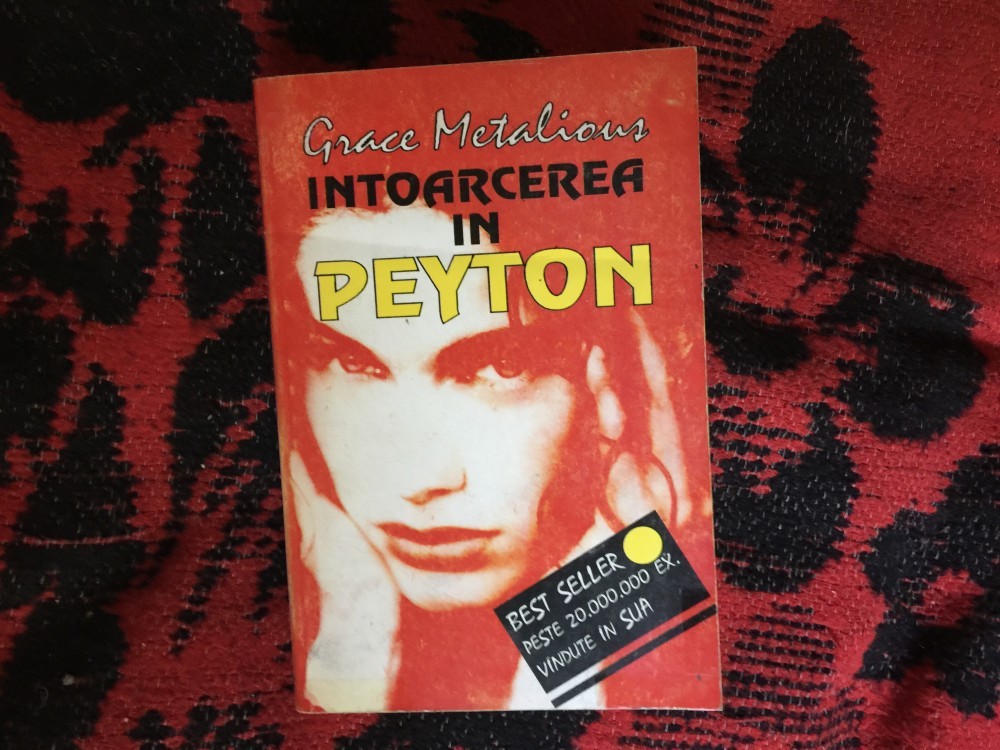 Grace Metalious
INTOARCEREA
IN
PEYTON
BEST SELLER
PESTE 20.000.000 EX.
VINDUTE IN SUA